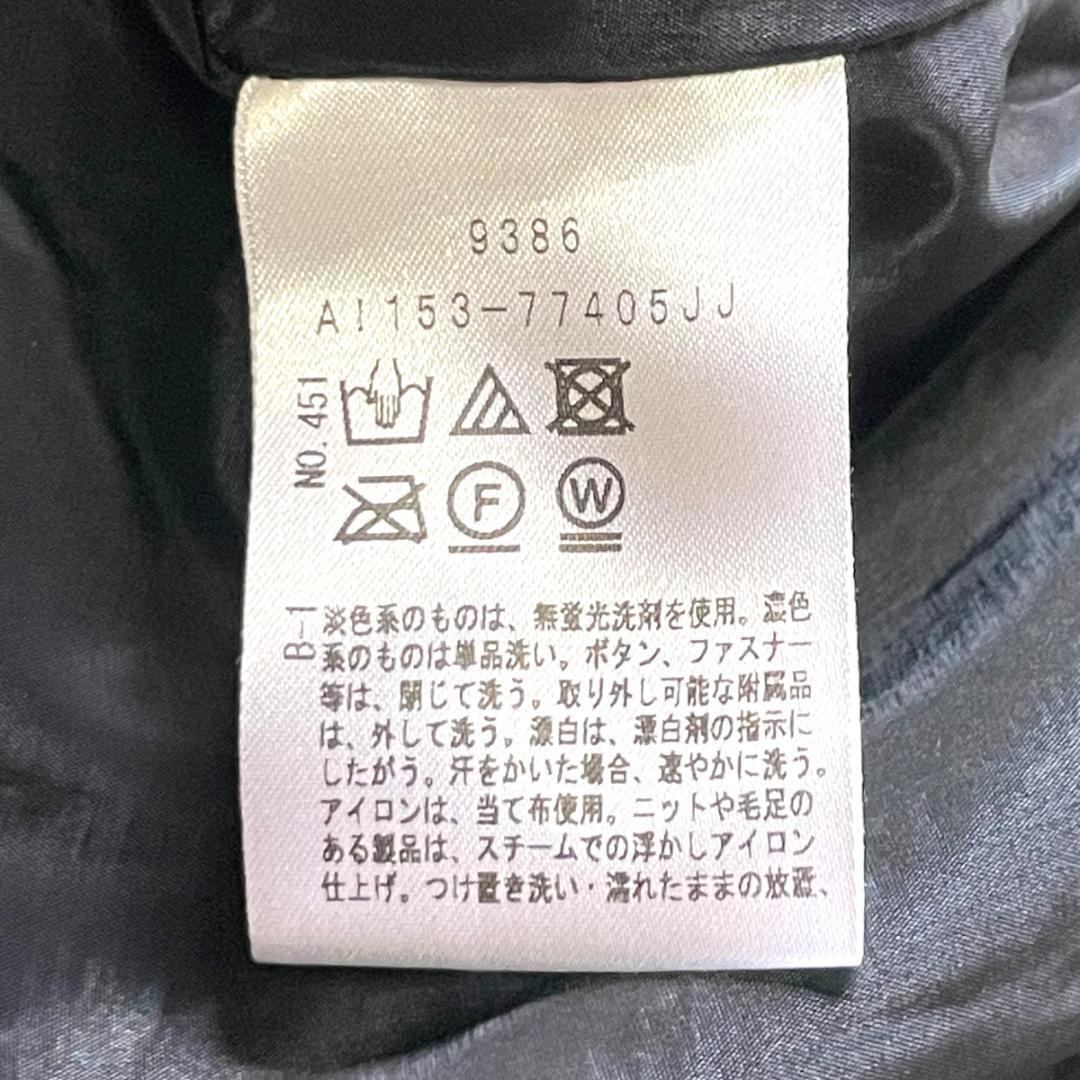 9386
AI153-77405JJ
NO.451
F
W
B-1
淡色系のものは、無蛍光洗剤を使用。濃色
系のものは単品洗い。ボタン、ファスナー
等は、閉じて洗う。取り外し可能な附属品
は、外して洗う。漂白は、漂白剤の指示に
したがう。汗をかいた場合、速やかに洗う。
アイロンは、当て布使用。ニットや毛足の
ある製品は、スチームでの浮かしアイロン
仕上げ。つけ置き洗い・濡れたままの放置、